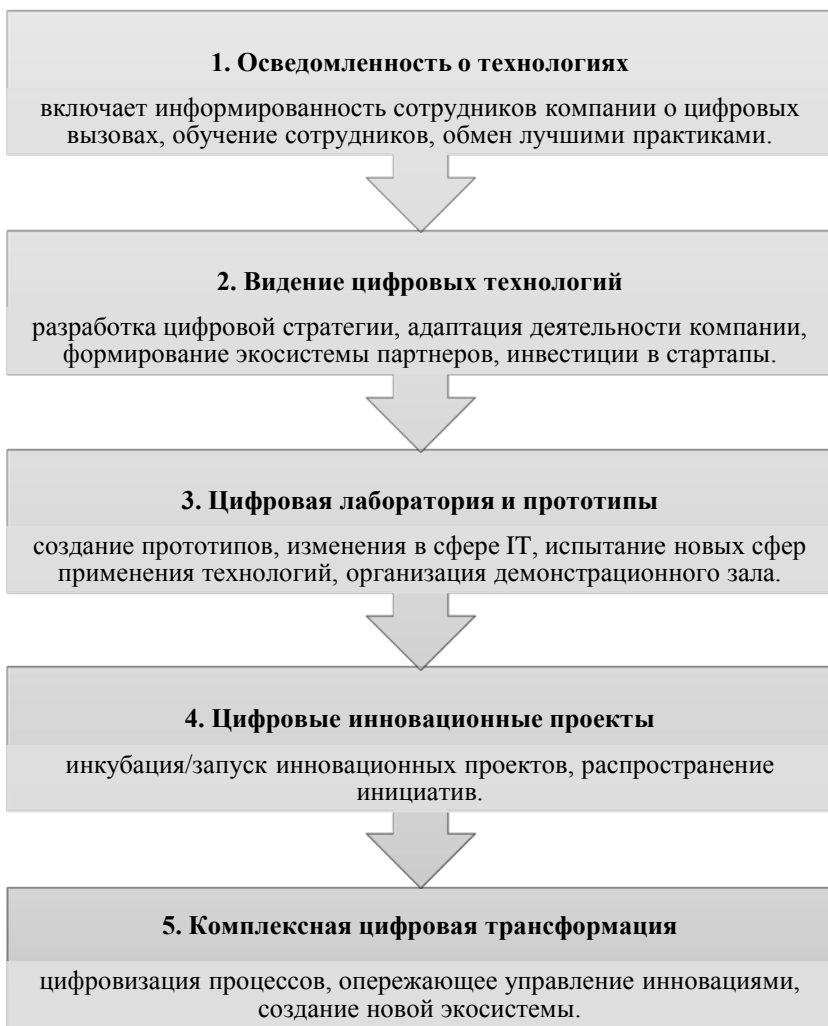 1. Осведомленность о технологиях
включает информированность сотрудников компании о цифровых
вызовах, обучение сотрудников, обмен лучшими практиками.
2. Видение цифровых технологий
разработка цифровой стратегии, адаптация деятельности компании,
формирование экосистемы партнеров, инвестиции в стартапы.
3. Цифровая лаборатория и прототипы
создание прототипов, изменения в сфере IT, испытание новых сфер
применения технологий, организация демонстрационного зала.
4. Цифровые инновационные проекты
инкубация/запуск инновационных проектов, распространение
инициатив.
5. Комплексная цифровая трансформация
цифровизация процессов, опережающее управление инновациями,
создание новой экосистемы.